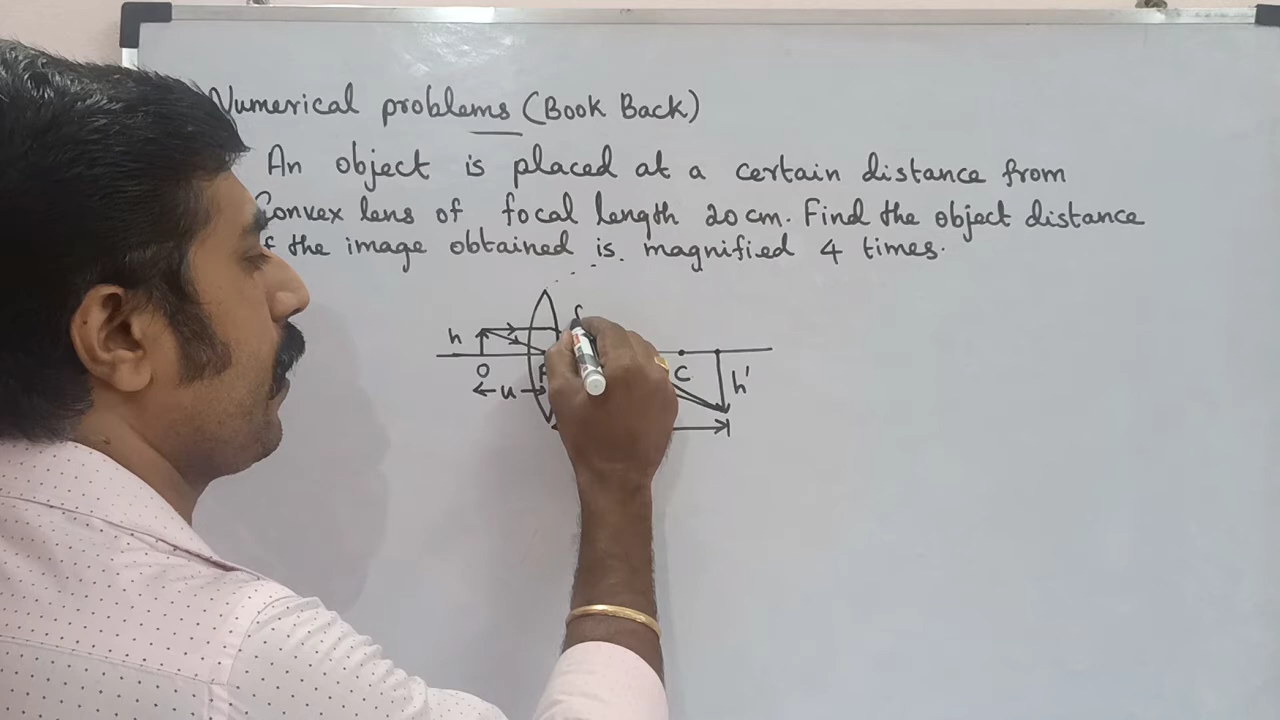 Numerical problems (Book Back)
An object is placed at a certain distance from
Convex lens of focal length 20 cm. Find the object distance
the image obtained is magnified 4 times.
h
O
C
h'
u